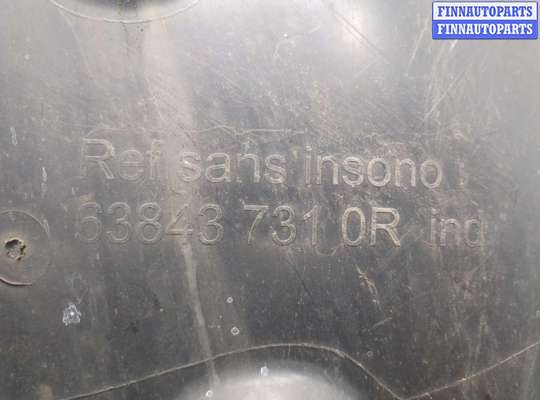 FINNAUTOPARTS
FINNAUTOPARTS
Ref sans insono
63843 731 0R ind